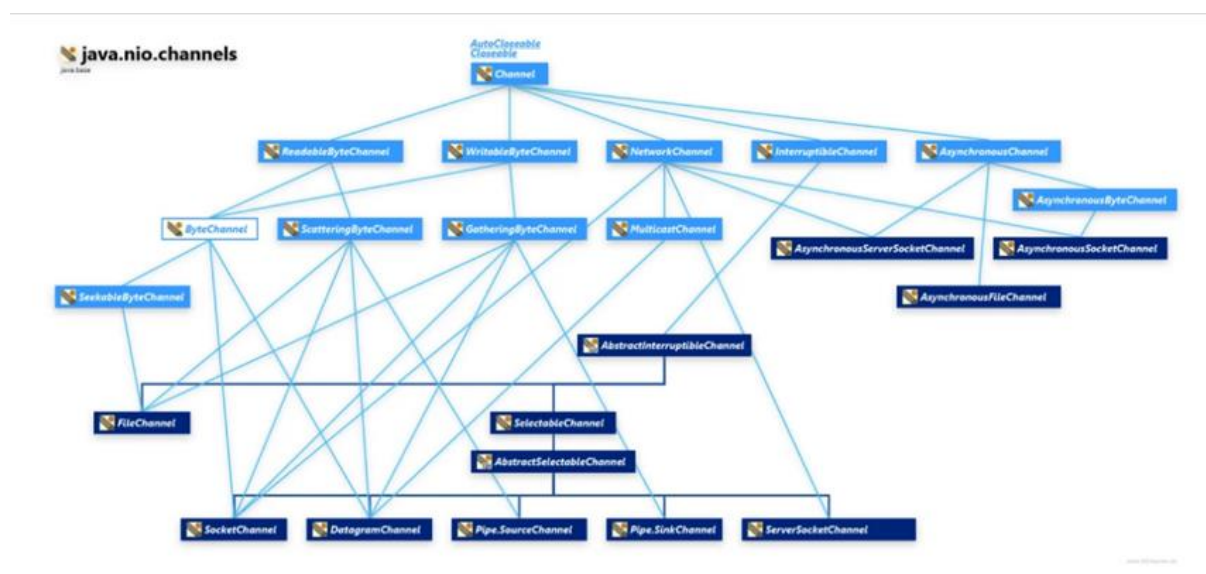 java.nio.channels
java.base
AutoCloseable
Closeable
Channel
ReadableByteChannel
WritableByteChannel
NetworkChannel
InterruptibleChannel
AsynchronousChannel
AsynchronousByteChannel
ByteChannel
ScatteringByteChannel
GatheringByteChannel
MulticastChannel
AsynchronousServerSocketChannel
AsynchronousSocketChannel
SeekableByteChannel
AsynchronousFileChannel
AbstractInterruptibleChannel
FileChannel
SelectableChannel
AbstractSelectableChannel
SocketChannel
DatagramChannel
Pipe.SourceChannel
Pipe.SinkChannel
ServerSocketChannel